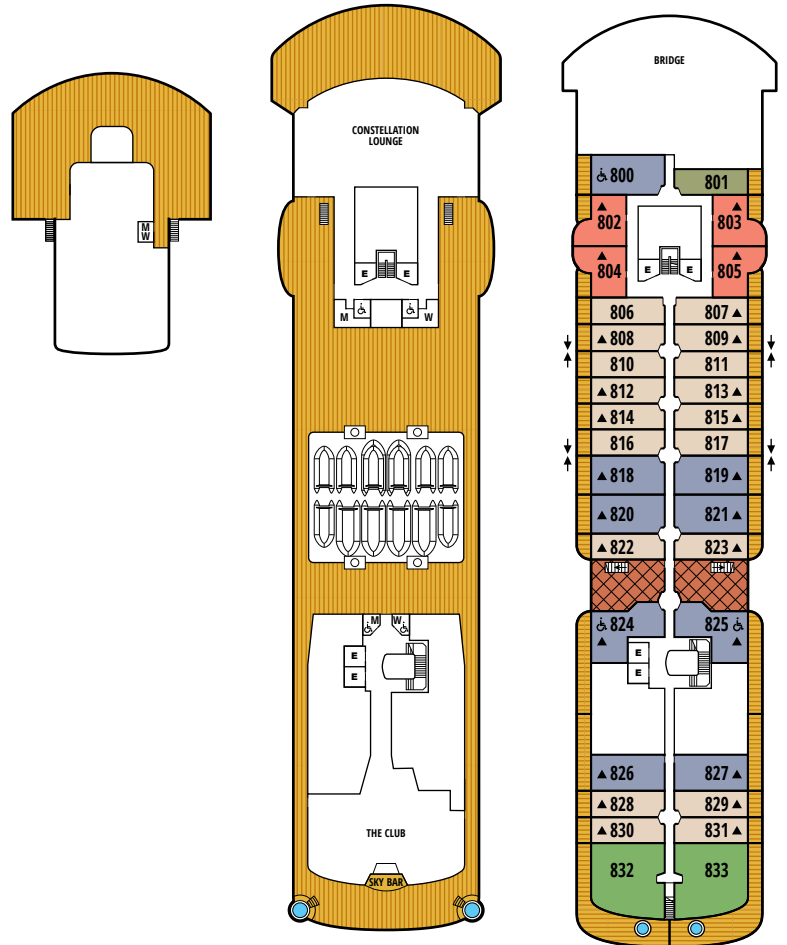 M
W
CONSTELLATION
LOUNGE
E
E
M
W
M
W
E
E
THE CLUB
SKY BAR
BRIDGE
800
801
802
803
804
805
E
E
806
807
808
809
810
811
812
813
814
815
816
817
818
819
820
821
822
823
824
825
E
E
826
827
828
829
830
831
832
833